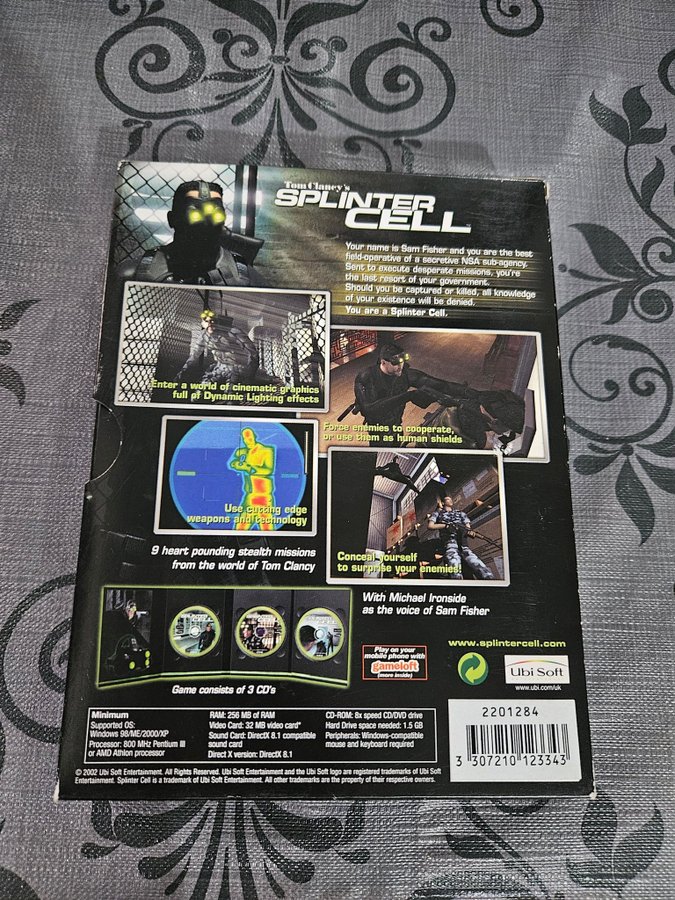 Tom Clancy's
SPLINTER
CELL
Your name is Sam Fisher and you are the best
field-operative of a secretive NSA sub-agency.
Sent to execute desperate missions, you're
the last resort of your government.
Should you be captured or killed, all knowledge
of your existence will be denied.
You are a Splinter Cell.
Enter a world of cinematic graphics
full of Dynamic Lighting effects
Force enemies to cooperate,
or use them as human shields
Use cutting edge
weapons and technology
Conceal yourself
to surprise your enemies!
9 heart pounding stealth missions
from the world of Tom Clancy
With Michael Ironside
as the voice of Sam Fisher
Game consists of 3 CD's
Play on your
mobile phone with
gameloft
(more inside)
www.splintercell.com
Ubi Soft
www.ubi.com/uk
Minimum
Supported OS:
Windows 98/ME/2000/XP
Processor: 800 MHz Pentium III
or AMD Athlon processor
RAM: 256 MB of RAM
Video Card: 32 MB video card*
Sound Card: DirectX 8.1 compatible
sound card
Direct X version: DirectX 8.1
CD-ROM: 8x speed CD/DVD drive
Hard Drive space needed: 1.5 GB
Peripherals: Windows-compatible
mouse and keyboard required
2201284
3 307210 123343
© 2002 Ubi Soft Entertainment. All Rights Reserved. Ubi Soft Entertainment and the Ubi Soft logo are registered trademarks of Ubi Soft
Entertainment. Splinter Cell is a trademark of Ubi Soft Entertainment. All other trademarks are the property of their respective owners.